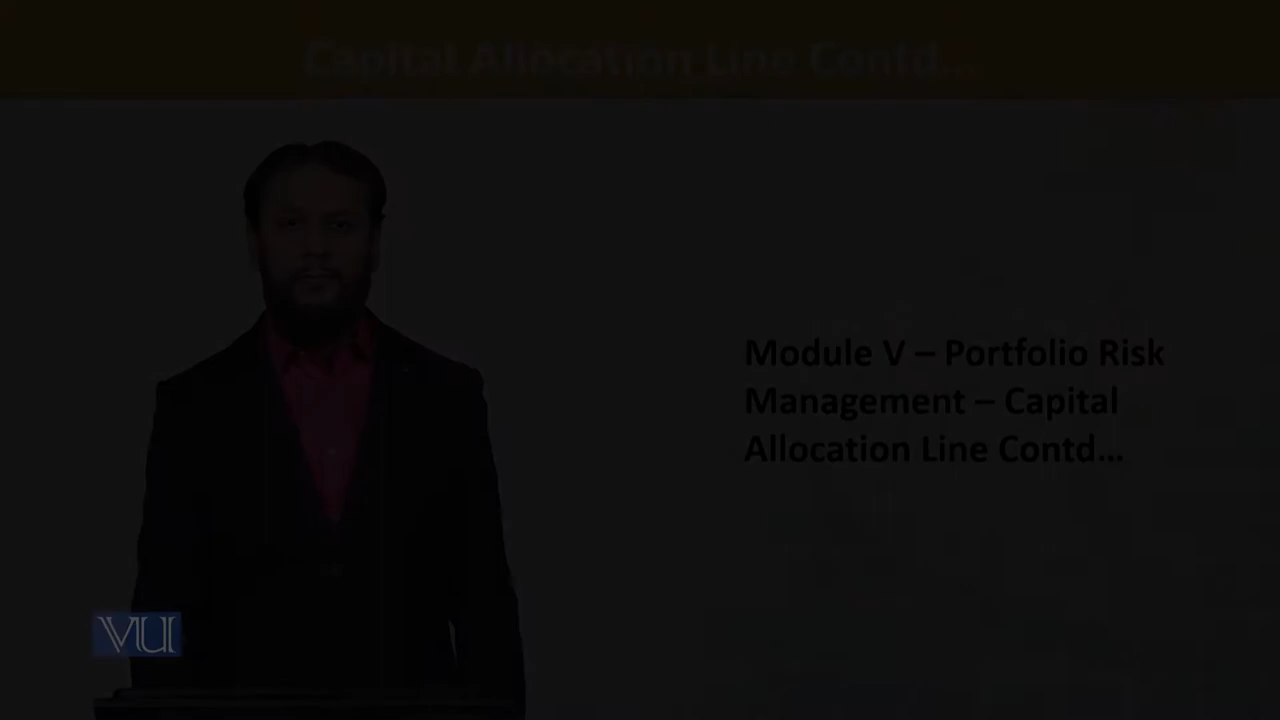 Capital Allocation Line Contd...
Module V – Portfolio Risk
Management – Capital
Allocation Line Contd...
VU